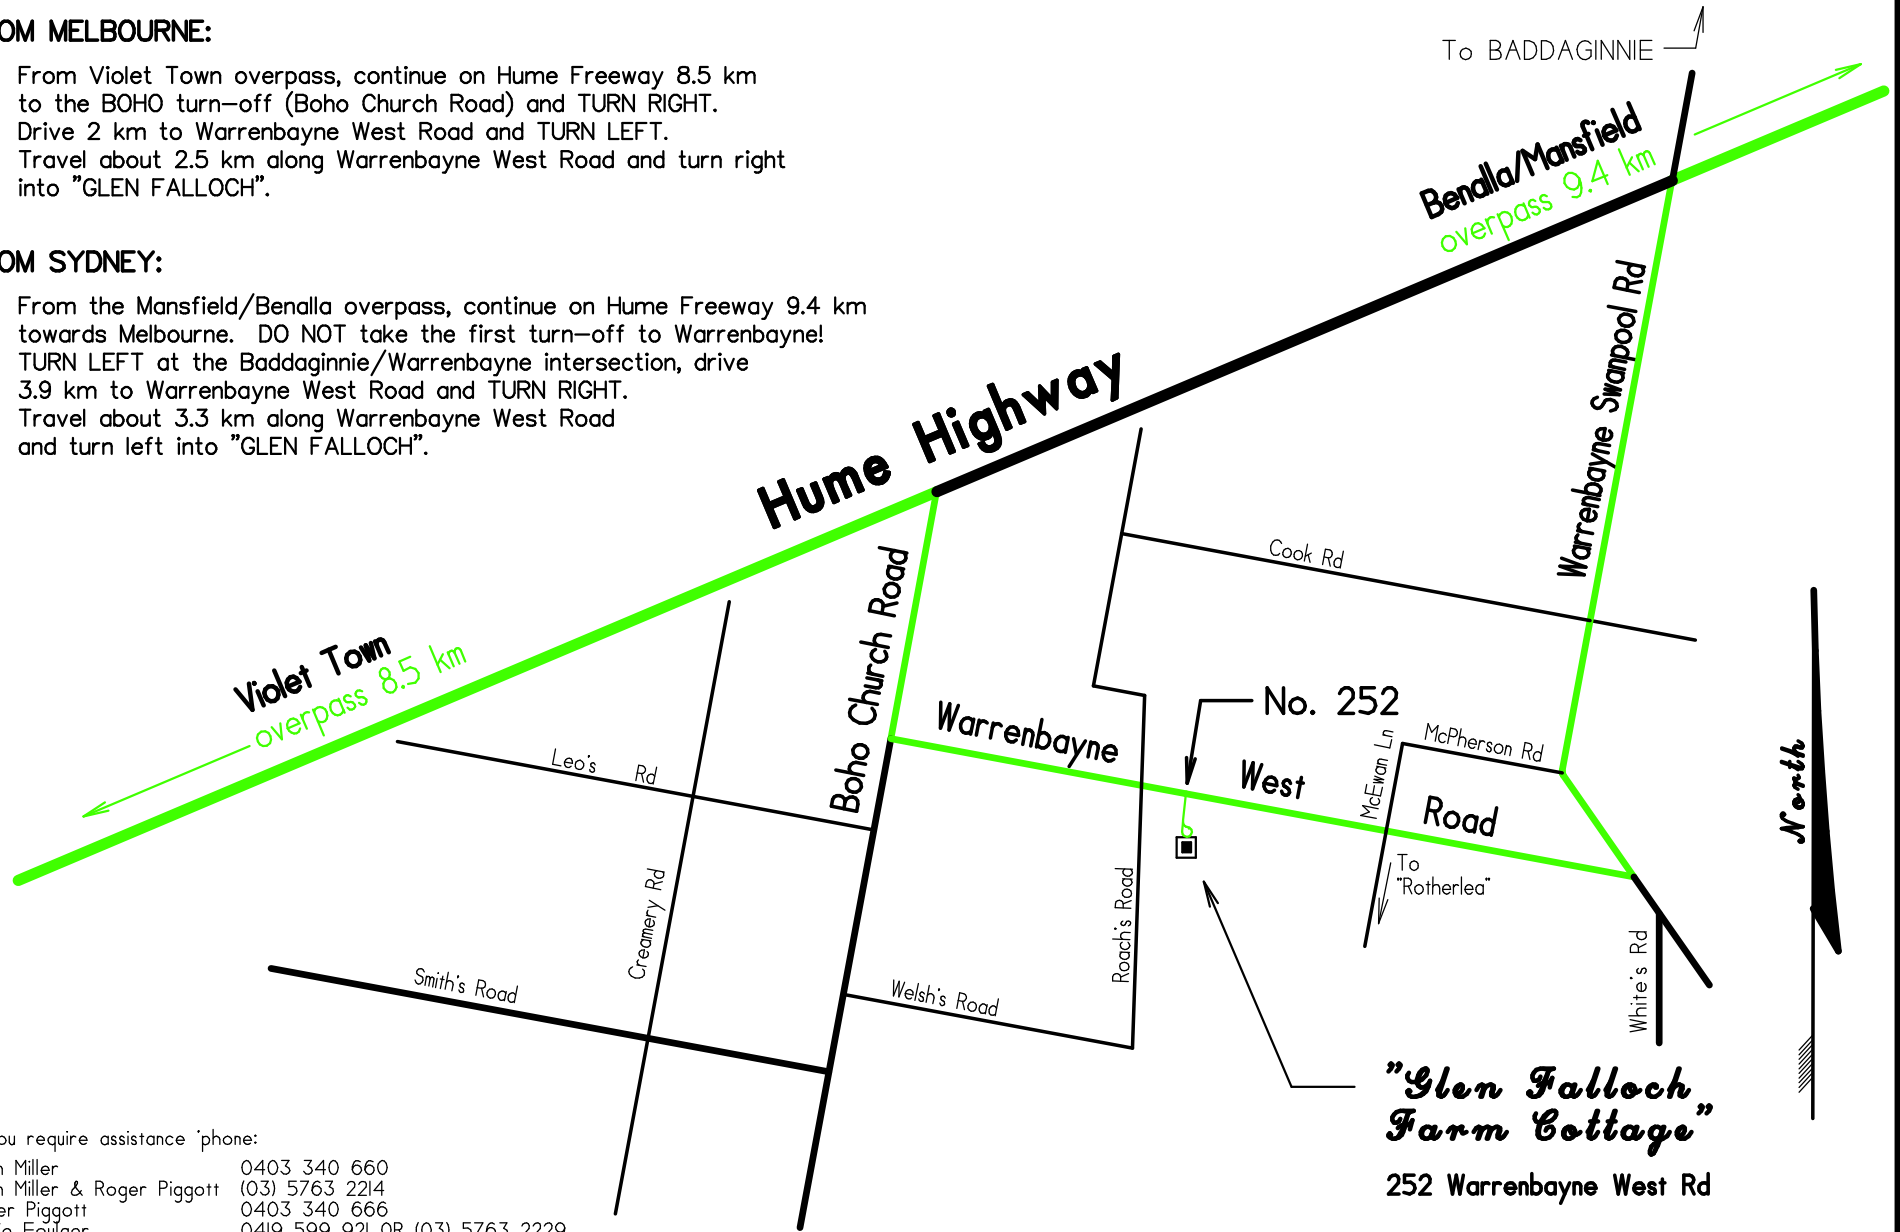 OM MELBOURNE:
From Violet Town overpass, continue on Hume Freeway 8.5 km
to the BOHO turn-off (Boho Church Road) and TURN RIGHT.
Drive 2 km to Warrenbayne West Road and TURN LEFT.
Travel about 2.5 km along Warrenbayne West Road and turn right
into "GLEN FALLOCH".
OM SYDNEY:
From the Mansfield/Benalla overpass, continue on Hume Freeway 9.4 km
towards Melbourne.  DO NOT take the first turn-off to Warrenbayne!
TURN LEFT at the Baddaginnie/Warrenbayne intersection, drive
3.9 km to Warrenbayne West Road and TURN RIGHT.
Travel about 3.3 km along Warrenbayne West Road
and turn left into "GLEN FALLOCH".
To BADDAGINNIE
Benalla/Mansfield
overpass 9.4 km
Hume Highway
Warrenbayne Swanpool Rd
Violet Town
overpass 8.5 km
Boho Church Road
Cook Rd
Leo's Rd
Warrenbayne West Road
No. 252
McEwan Ln
McPherson Rd
To
"Rotherlea"
North
Creamery Rd
Smith's Road
Welsh's Road
Roach's Road
White's Rd
"Glen Falloch
Farm Cottage"
252 Warrenbayne West Rd
ou require assistance 'phone:
n Miller 0403 340 660
n Miller & Roger Piggott (03) 5763 2214
er Piggott 0403 340 666
Foulger 0419 599 921 OR (03) 5763 2229